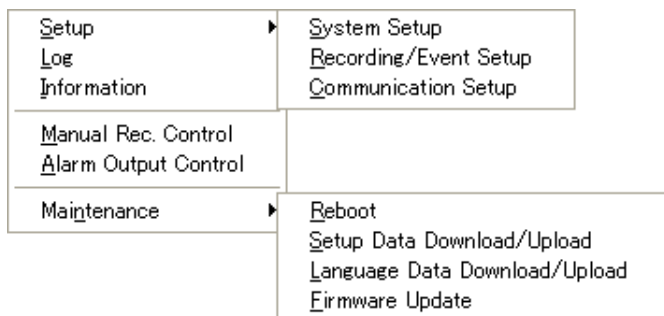 Setup
Log
Information
Manual Rec. Control
Alarm Output Control
Maintenance
System Setup
Recording/Event Setup
Communication Setup
Reboot
Setup Data Download/Upload
Language Data Download/Upload
Firmware Update